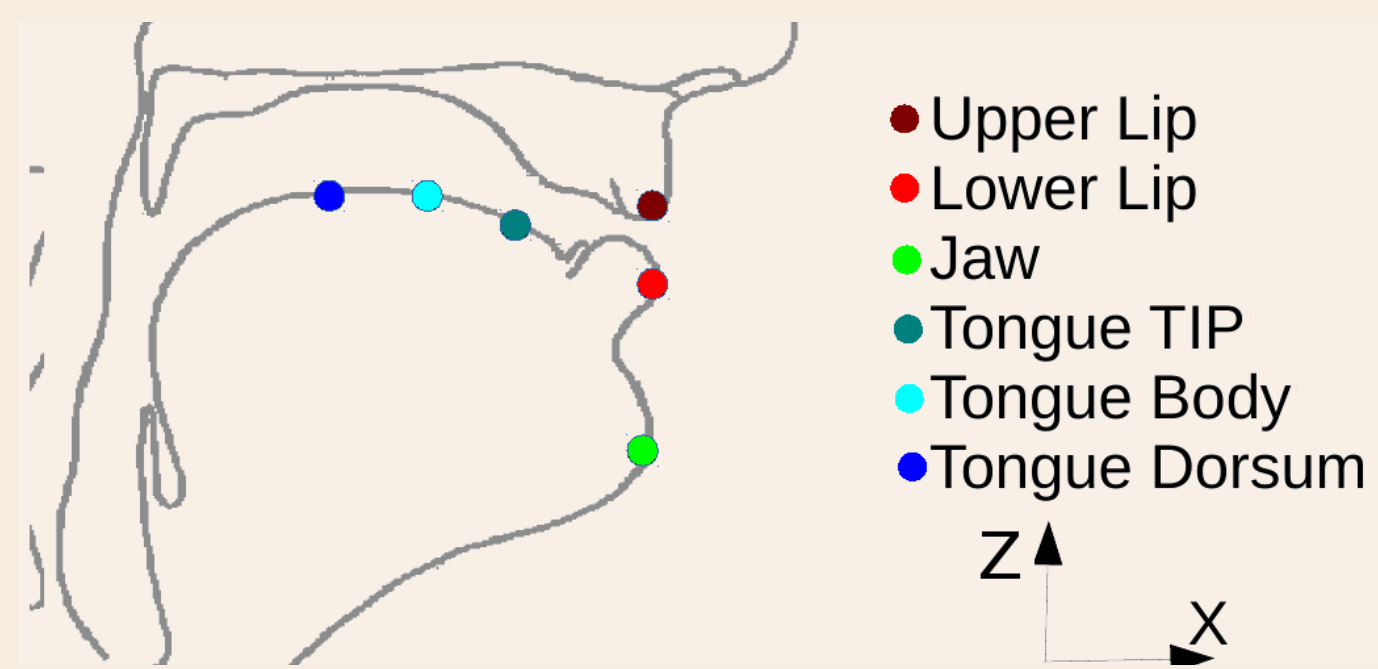 Upper Lip
Lower Lip
Jaw
Tongue TIP
Tongue Body
Tongue Dorsum
Z
X